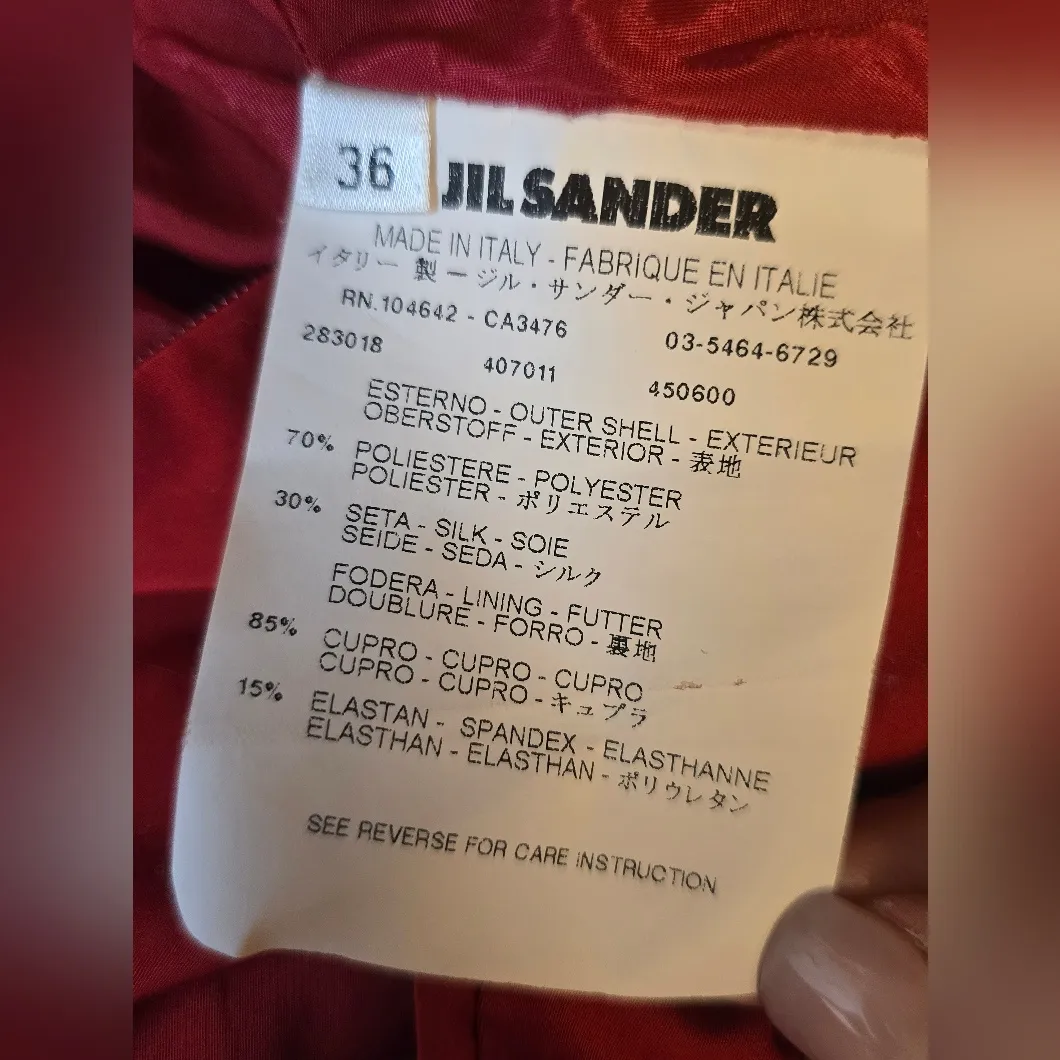 36
JIL SANDER
MADE IN ITALY - FABRIQUE EN ITALIE
イタリー 製 ー ジル・サンダー・ジャパン株式会社
RN.104642 - CA3476 03-5464-6729
283018 407011 450600
ESTERNO - OUTER SHELL - EXTERIEUR
OBERSTOFF - EXTERIOR - 表地
70% POLIESTERE - POLYESTER
POLIESTER - ポリエステル
30% SETA - SILK - SOIE
SEIDE - SEDA - シルク
FODERA - LINING - FUTTER
DOUBLURE - FORRO - 裏地
85% CUPRO - CUPRO - CUPRO
CUPRO - CUPRO - キュプラ
15% ELASTAN - SPANDEX - ELASTHANNE
ELASTHAN - ELASTHAN - ポリウレタン
SEE REVERSE FOR CARE INSTRUCTION